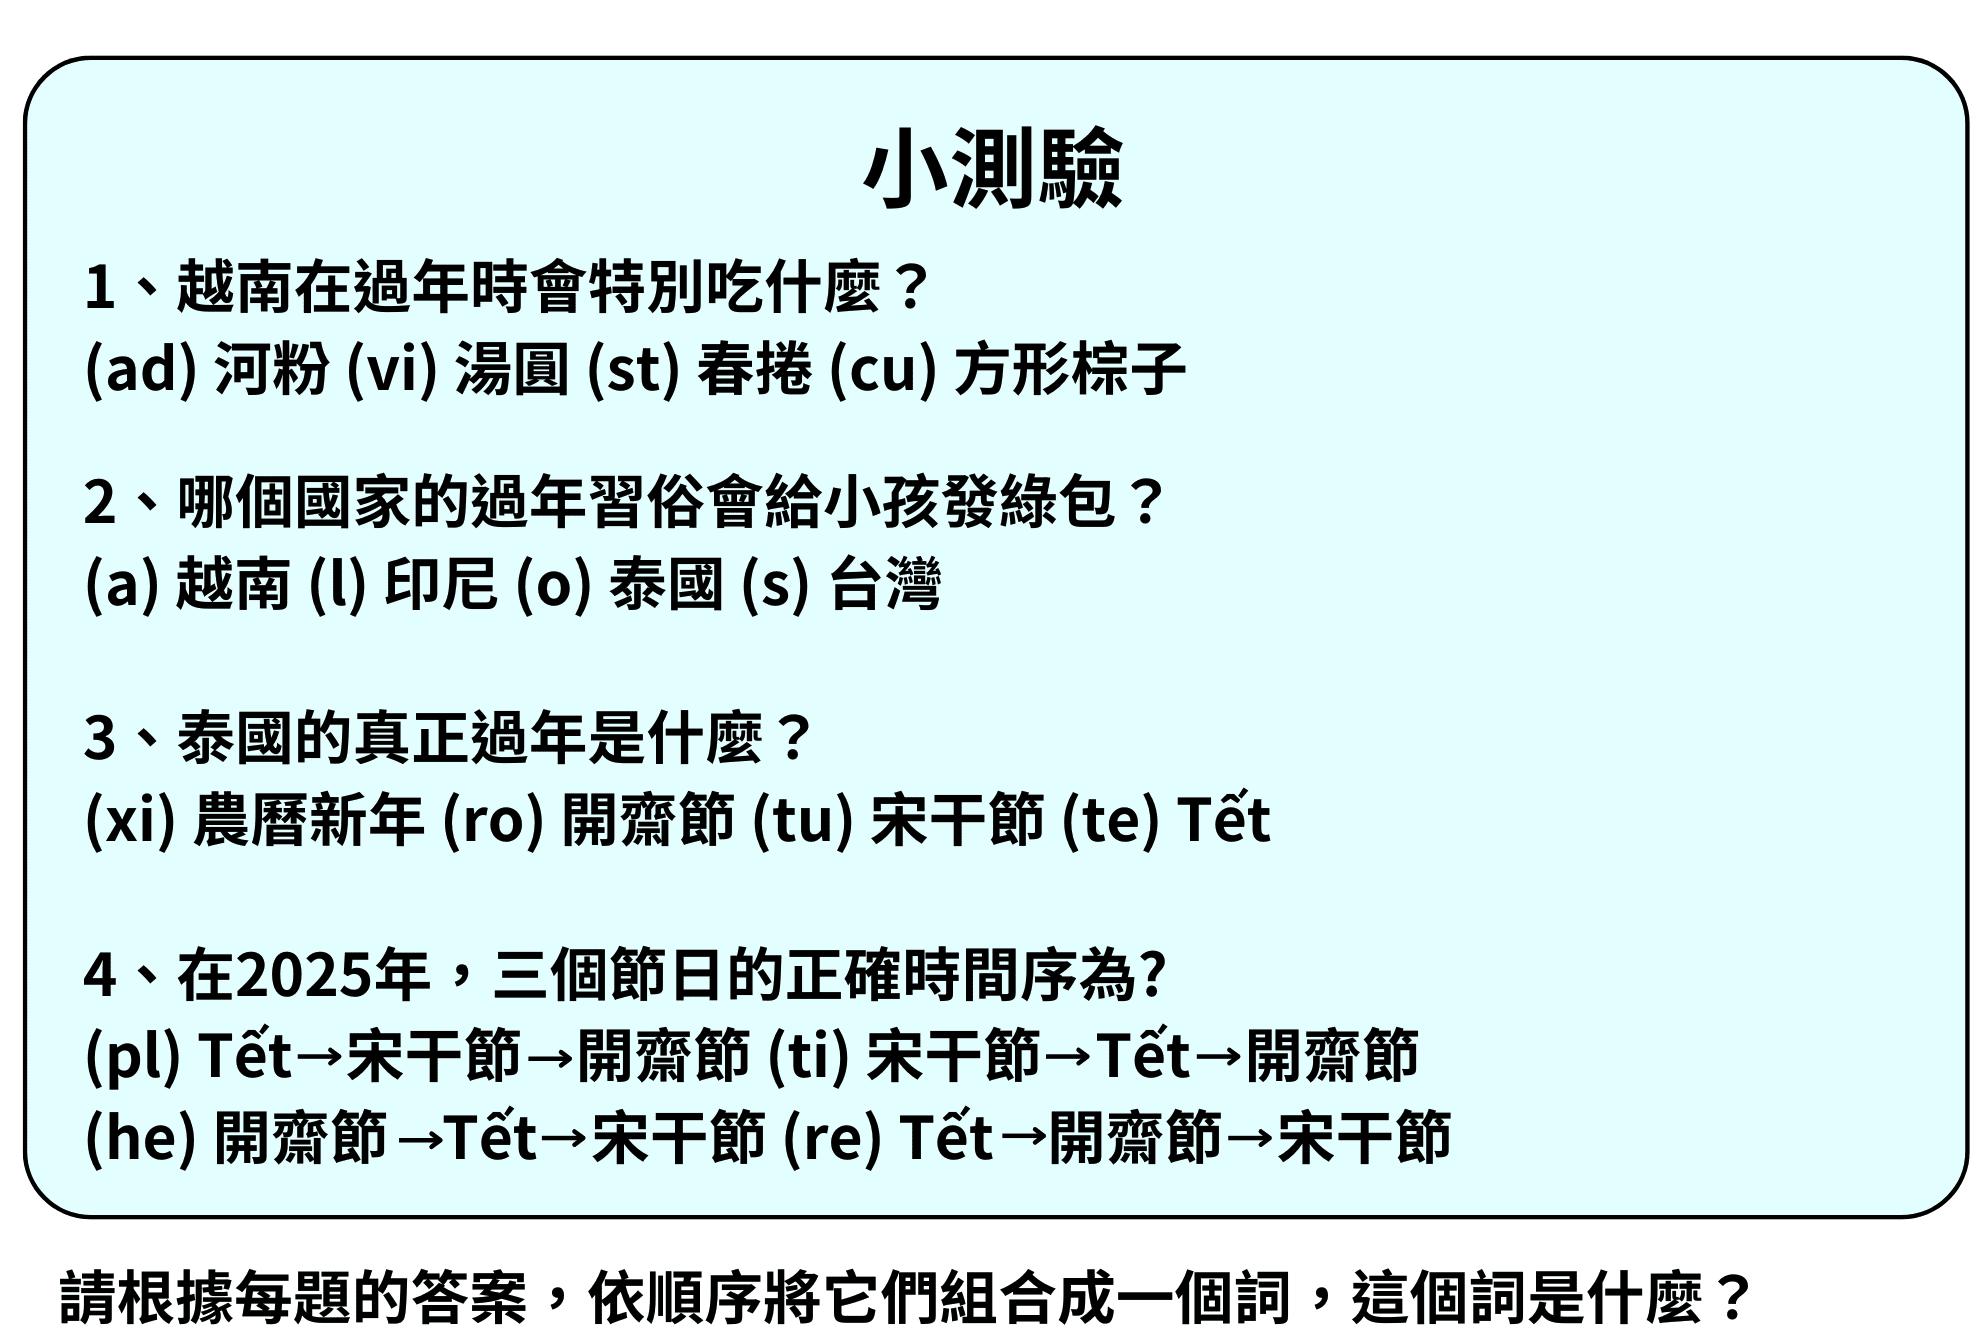 小測驗
1、越南在過年時會特別吃什麼？
(ad) 河粉 (vi) 湯圓 (st) 春捲 (cu) 方形粽子
2、哪個國家的過年習俗會給小孩發綠包？
(a) 越南 (l) 印尼 (o) 泰國 (s) 台灣
3、泰國的真正過年是什麼？
(xi) 農曆新年 (ro) 開齋節 (tu) 宋干節 (te) Tết
4、在2025年，三個節日的正確時間序為?
(pl) Tết→宋干節→開齋節 (ti) 宋干節→Tết→開齋節
(he) 開齋節→Tết→宋干節 (re) Tết→開齋節→宋干節
請根據每題的答案，依順序將它們組合成一個詞，這個詞是什麼？